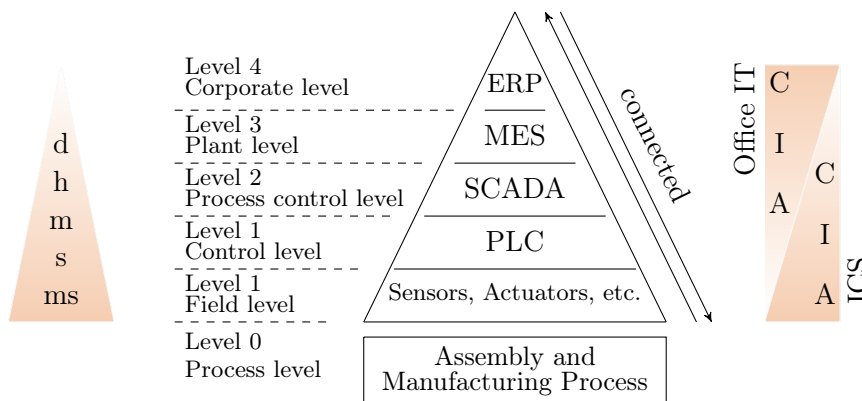 d
h
m
s
ms
Level 4
Corporate level
Level 3
Plant level
Level 2
Process control level
Level 1
Control level
Level 1
Field level
Level 0
Process level
ERP
MES
SCADA
PLC
Sensors, Actuators, etc.
Assembly and
Manufacturing Process
connected
Office IT
C
I
A
C
I
A
ICS